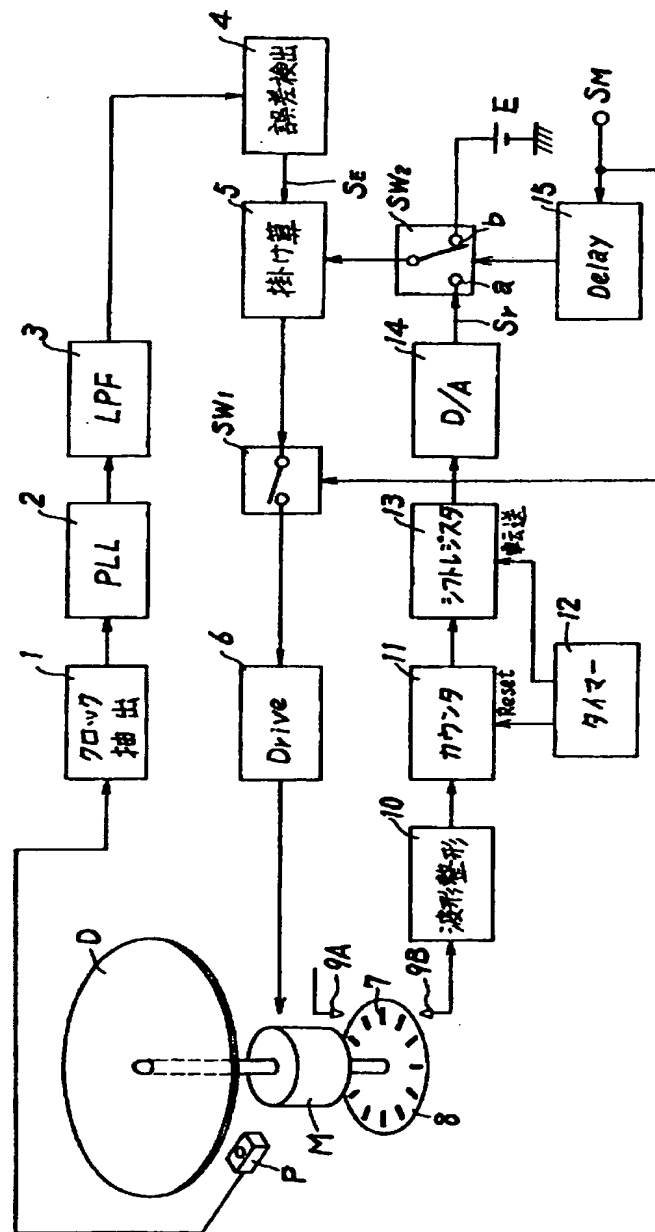 D
P
M
7
8
9A
9B
1
クロック
抽出
2
PLL
3
LPF
4
誤差検出
SE
5
掛け算
SW1
6
Drive
10
波形整形
11
カウンタ
Reset
12
タイマー
13
シフトレジスタ
転送
14
D/A
Sr
a
b
SW2
E
15
Delay
SM